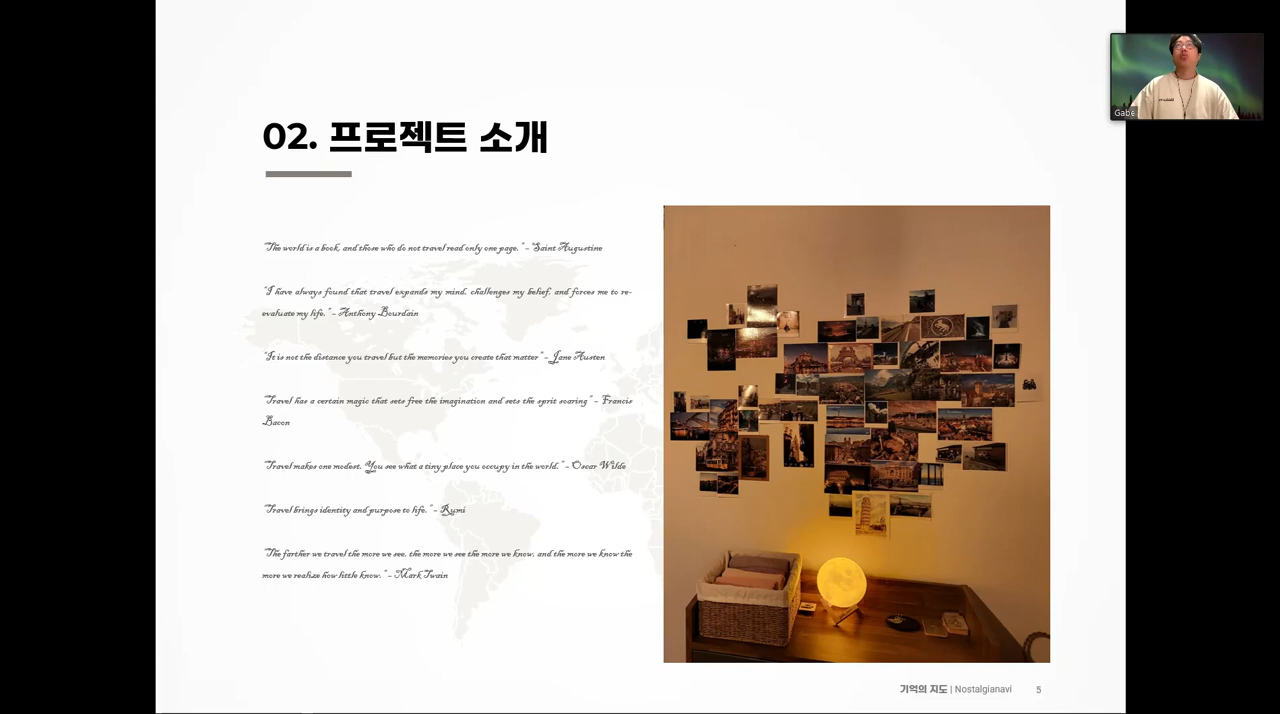 Gabe
02. 프로젝트 소개
"The world is a book, and those who do not travel read only one page." – Saint Augustine
"I have always found that travel expands my mind, challenges my belief, and forces me to re-
evaluate my life." – Anthony Bourdain
"It is not the distance you travel but the memories you create that matter" – Jane Austen
"Travel has a certain magic that sets free the imagination and sets the sprit soaring" – Francis
Bacon
"Travel makes one modest. You see what a tiny place you occupy in the world." – Oscar Wilde
"Travel brings identity and purpose to life." – Rumi
"The farther we travel the more we see, the more we see the more we know, and the more we know the
more we realize how little know." – Mark Twain
기억의 지도 | Nostalgianavi 5